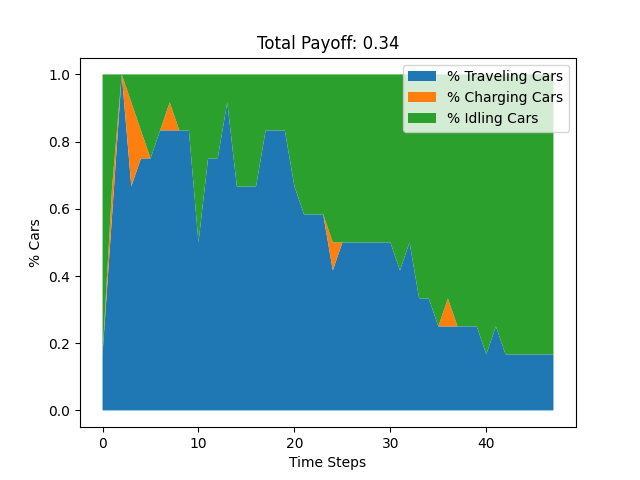 Total Payoff: 0.34
% Traveling Cars
% Charging Cars
% Idling Cars
1.0
0.8
0.6
0.4
0.2
0.0
% Cars
0 10 20 30 40
Time Steps